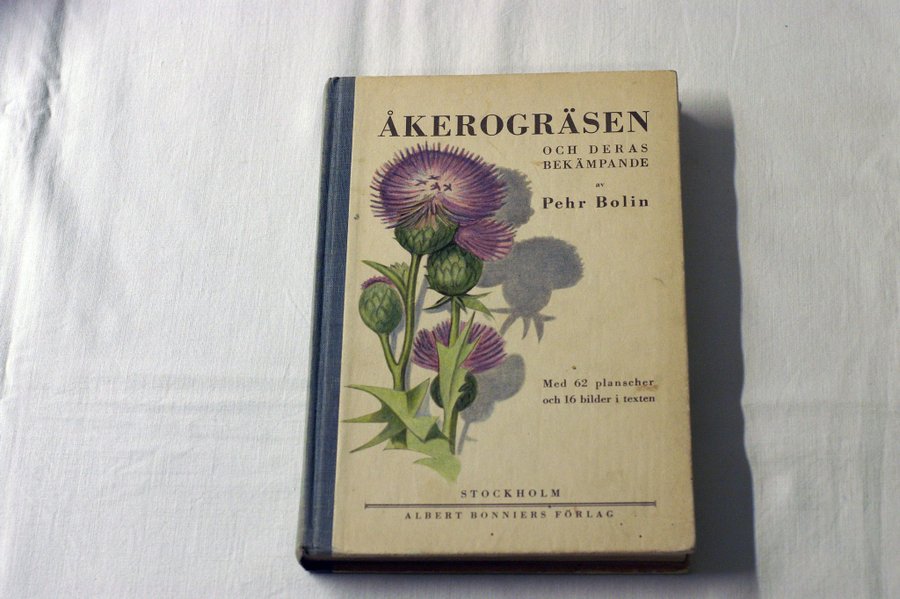 ÅKEROGRÄSEN
OCH DERAS
BEKÄMPANDE
av
Pehr Bolin
Med 62 planscher
och 16 bilder i texten
STOCKHOLM
ALBERT BONNIERS FÖRLAG